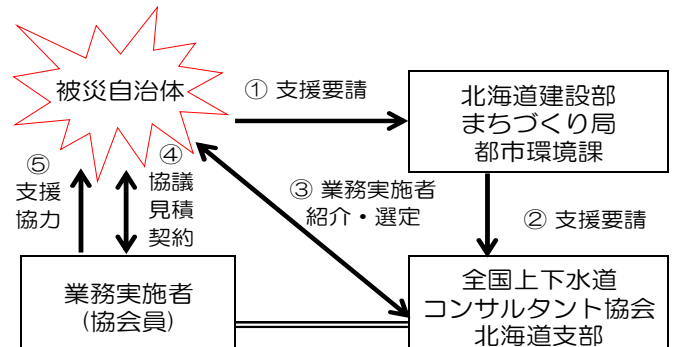 被災自治体
① 支援要請
北海道建設部
まちづくり局
都市環境課
⑤
支援
協力
④
協議
見積
契約
③ 業務実施者
紹介・選定
② 支援要請
業務実施者
(協会員)
全国上下水道
コンサルタント協会
北海道支部